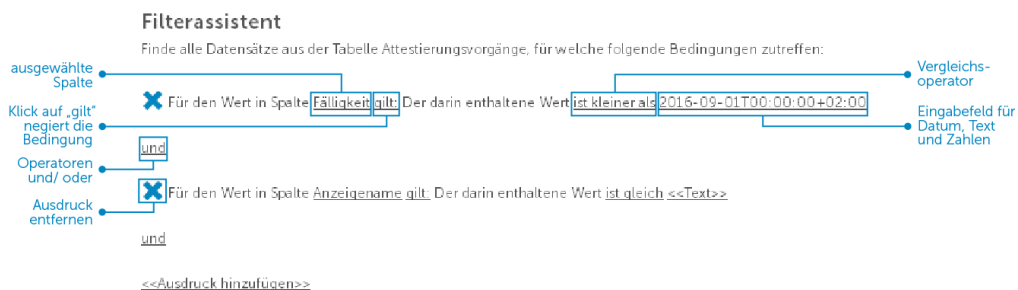 Filterassistent
Finde alle Datensätze aus der Tabelle Attestierungsvorgänge, für welche folgende Bedingungen zutreffen:
ausgewählte
Spalte
Vergleichs-
operator
Für den Wert in Spalte Fälligkeit gilt: Der darin enthaltene Wert ist kleiner als 2016-09-01T00:00:00+02:00
Klick auf „gilt“
negiert die
Bedingung
Eingabefeld für
Datum, Text
und Zahlen
und
Operatoren
und/ oder
Für den Wert in Spalte Anzeigename gilt: Der darin enthaltene Wert ist gleich <<Text>>
Ausdruck
entfernen
und
<<Ausdruck hinzufügen>>